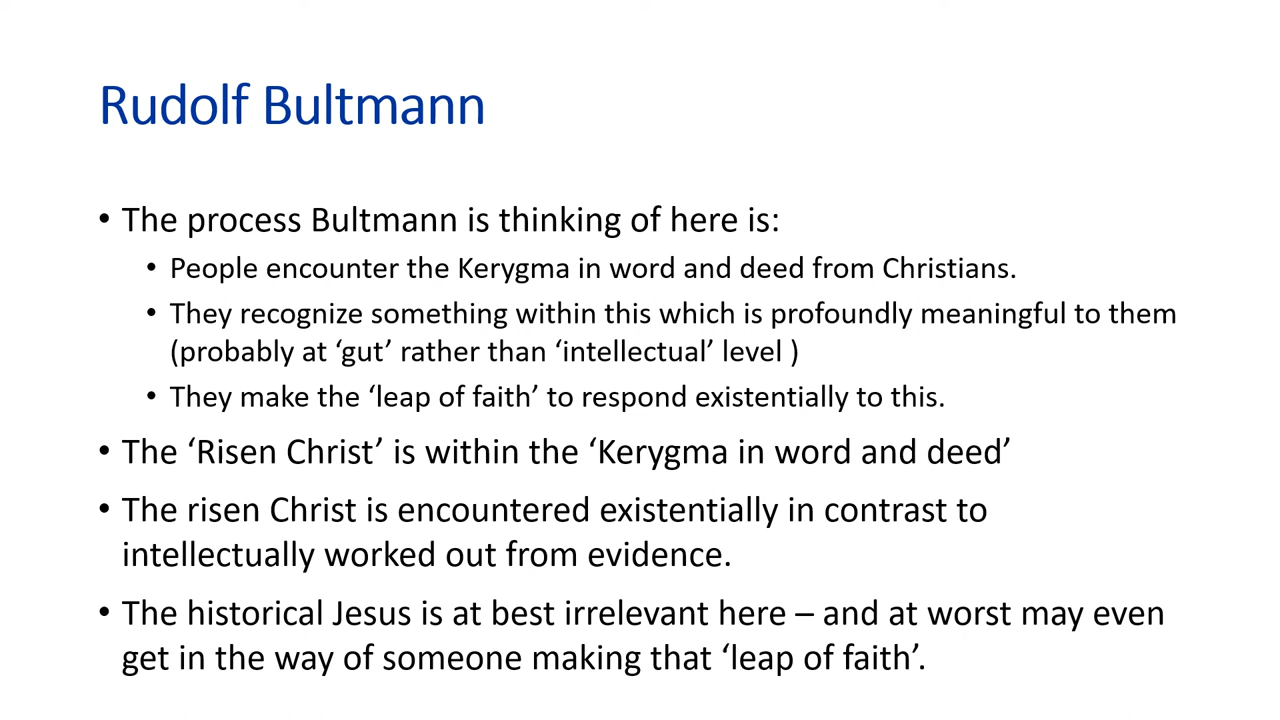 Rudolf Bultmann
• The process Bultmann is thinking of here is:
• People encounter the Kerygma in word and deed from Christians.
• They recognize something within this which is profoundly meaningful to them
(probably at ‘gut’ rather than ‘intellectual’ level )
• They make the ‘leap of faith’ to respond existentially to this.
• The ‘Risen Christ’ is within the ‘Kerygma in word and deed’
• The risen Christ is encountered existentially in contrast to
intellectually worked out from evidence.
• The historical Jesus is at best irrelevant here – and at worst may even
get in the way of someone making that ‘leap of faith’.